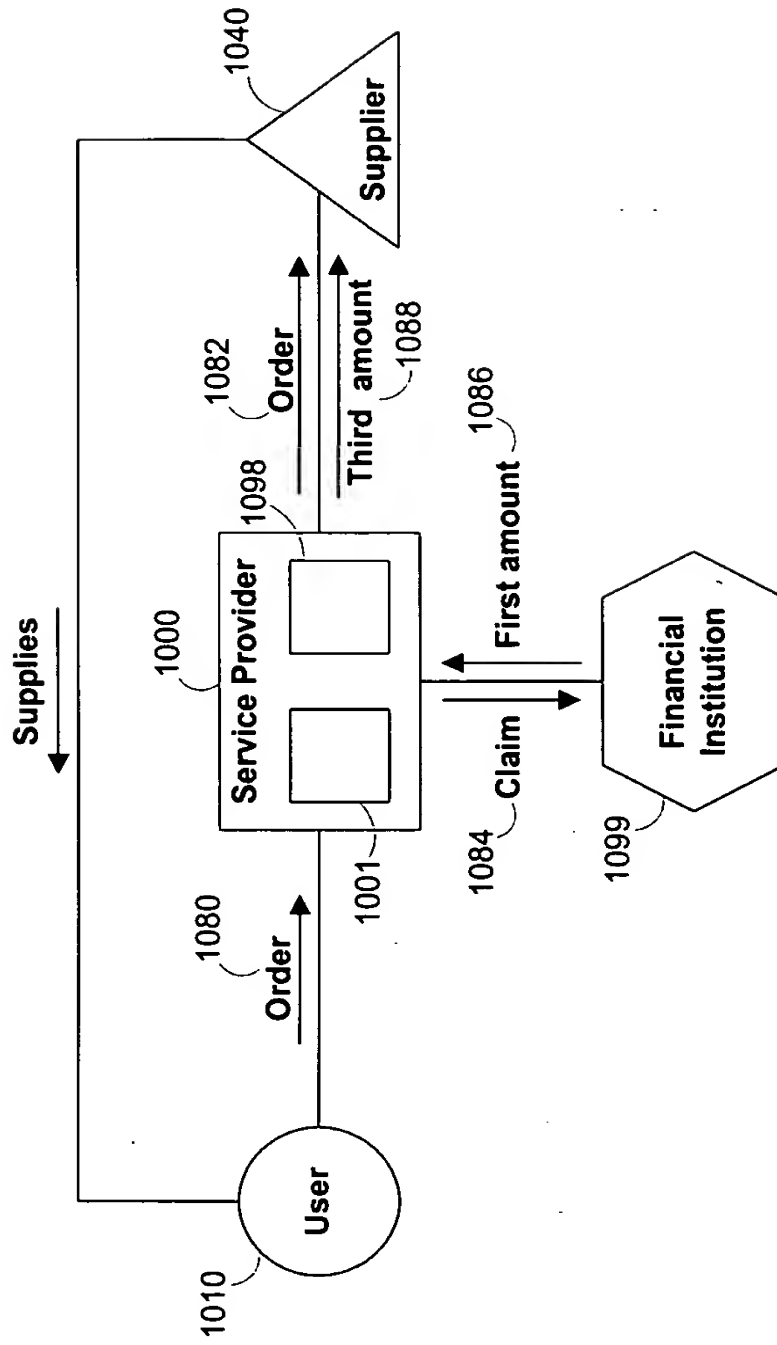 Supplies
1080
Order
1000
Service Provider
1098
1001
1082
Order
Third amount
1088
1040
Supplier
User
1010
1084
Claim
First amount
1086
Financial
Institution
1099